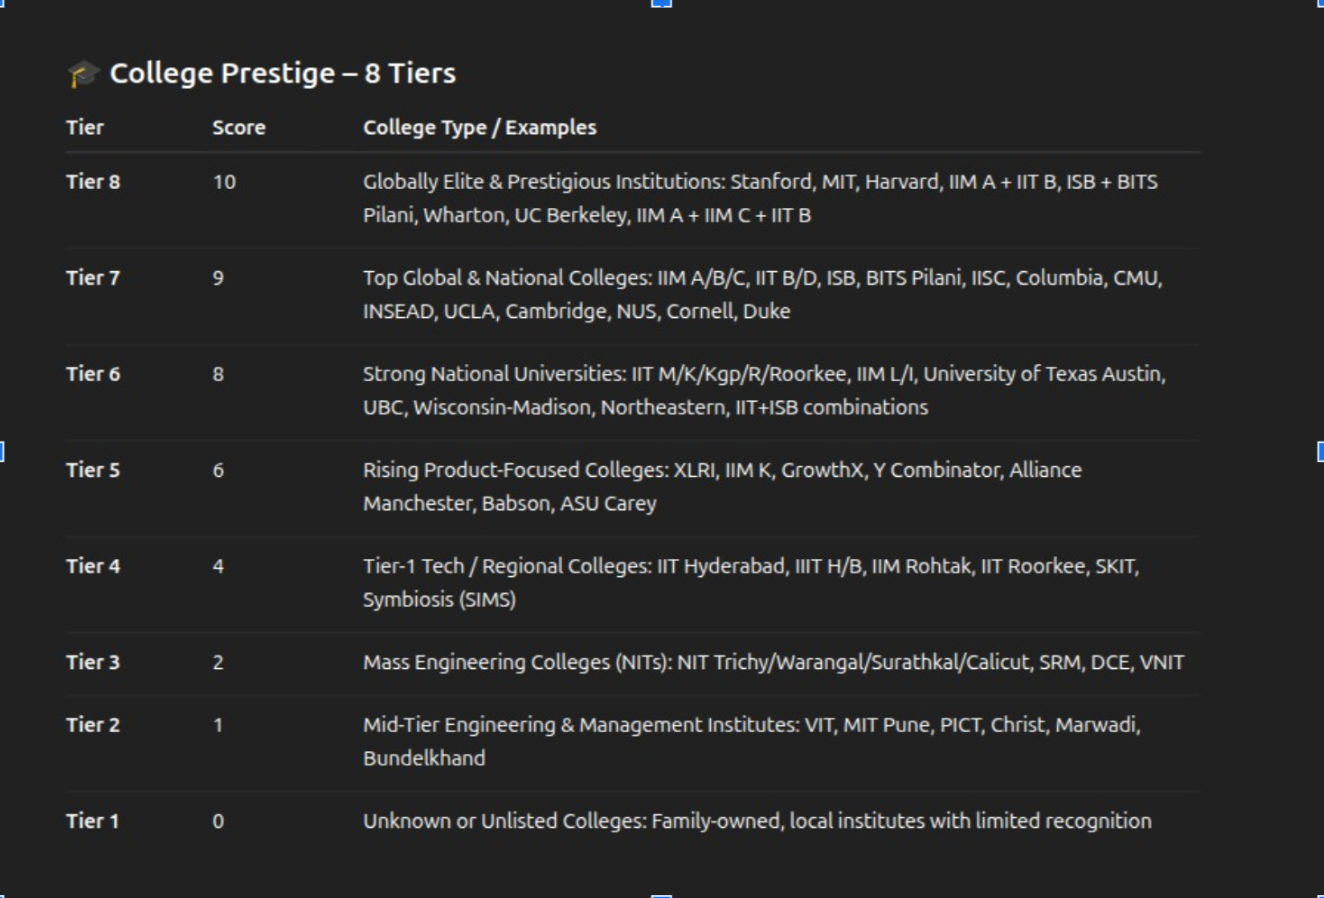 🎓 College Prestige – 8 Tiers
Tier Score College Type / Examples
Tier 8 10 Globally Elite & Prestigious Institutions: Stanford, MIT, Harvard, IIM A + IIT B, ISB + BITS
Pilani, Wharton, UC Berkeley, IIM A + IIM C + IIT B
Tier 7 9 Top Global & National Colleges: IIM A/B/C, IIT B/D, ISB, BITS Pilani, IISC, Columbia, CMU,
INSEAD, UCLA, Cambridge, NUS, Cornell, Duke
Tier 6 8 Strong National Universities: IIT M/K/Kgp/R/Roorkee, IIM L/I, University of Texas Austin,
UBC, Wisconsin-Madison, Northeastern, IIT+ISB combinations
Tier 5 6 Rising Product-Focused Colleges: XLRI, IIM K, GrowthX, Y Combinator, Alliance
Manchester, Babson, ASU Carey
Tier 4 4 Tier-1 Tech / Regional Colleges: IIT Hyderabad, IIIT H/B, IIM Rohtak, IIT Roorkee, SKIT,
Symbiosis (SIMS)
Tier 3 2 Mass Engineering Colleges (NITs): NIT Trichy/Warangal/Surathkal/Calicut, SRM, DCE, VNIT
Tier 2 1 Mid-Tier Engineering & Management Institutes: VIT, MIT Pune, PICT, Christ, Marwadi,
Bundelkhand
Tier 1 0 Unknown or Unlisted Colleges: Family-owned, local institutes with limited recognition